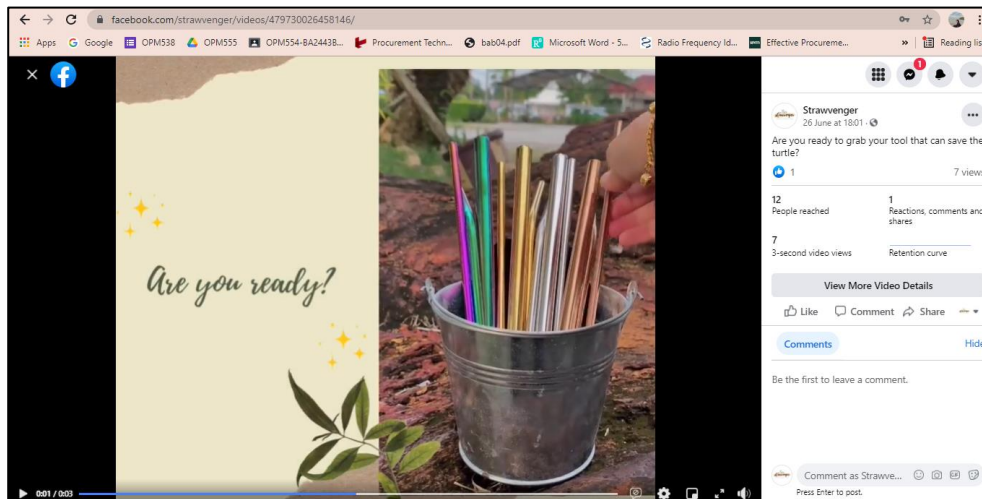 facebook.com/strawvenger/videos/479730026458146/
Apps Google OPM538 OPM555 OPM554-BA2443B... Procurement Techn... bab04.pdf Microsoft Word - 5... Radio Frequency Id... Effective Procureme... » Reading lis
1
Strawvenger
26 June at 18:01
Are you ready to grab your tool that can save the
turtle?
1 7 views
12 1
People reached Reactions, comments and
shares
7
3-second video views Retention curve
View More Video Details
Like Comment Share
Comments Hide
Be the first to leave a comment.
Comment as Strawve... GIF
Press Enter to post.
Are you ready?
0:01 / 0:03